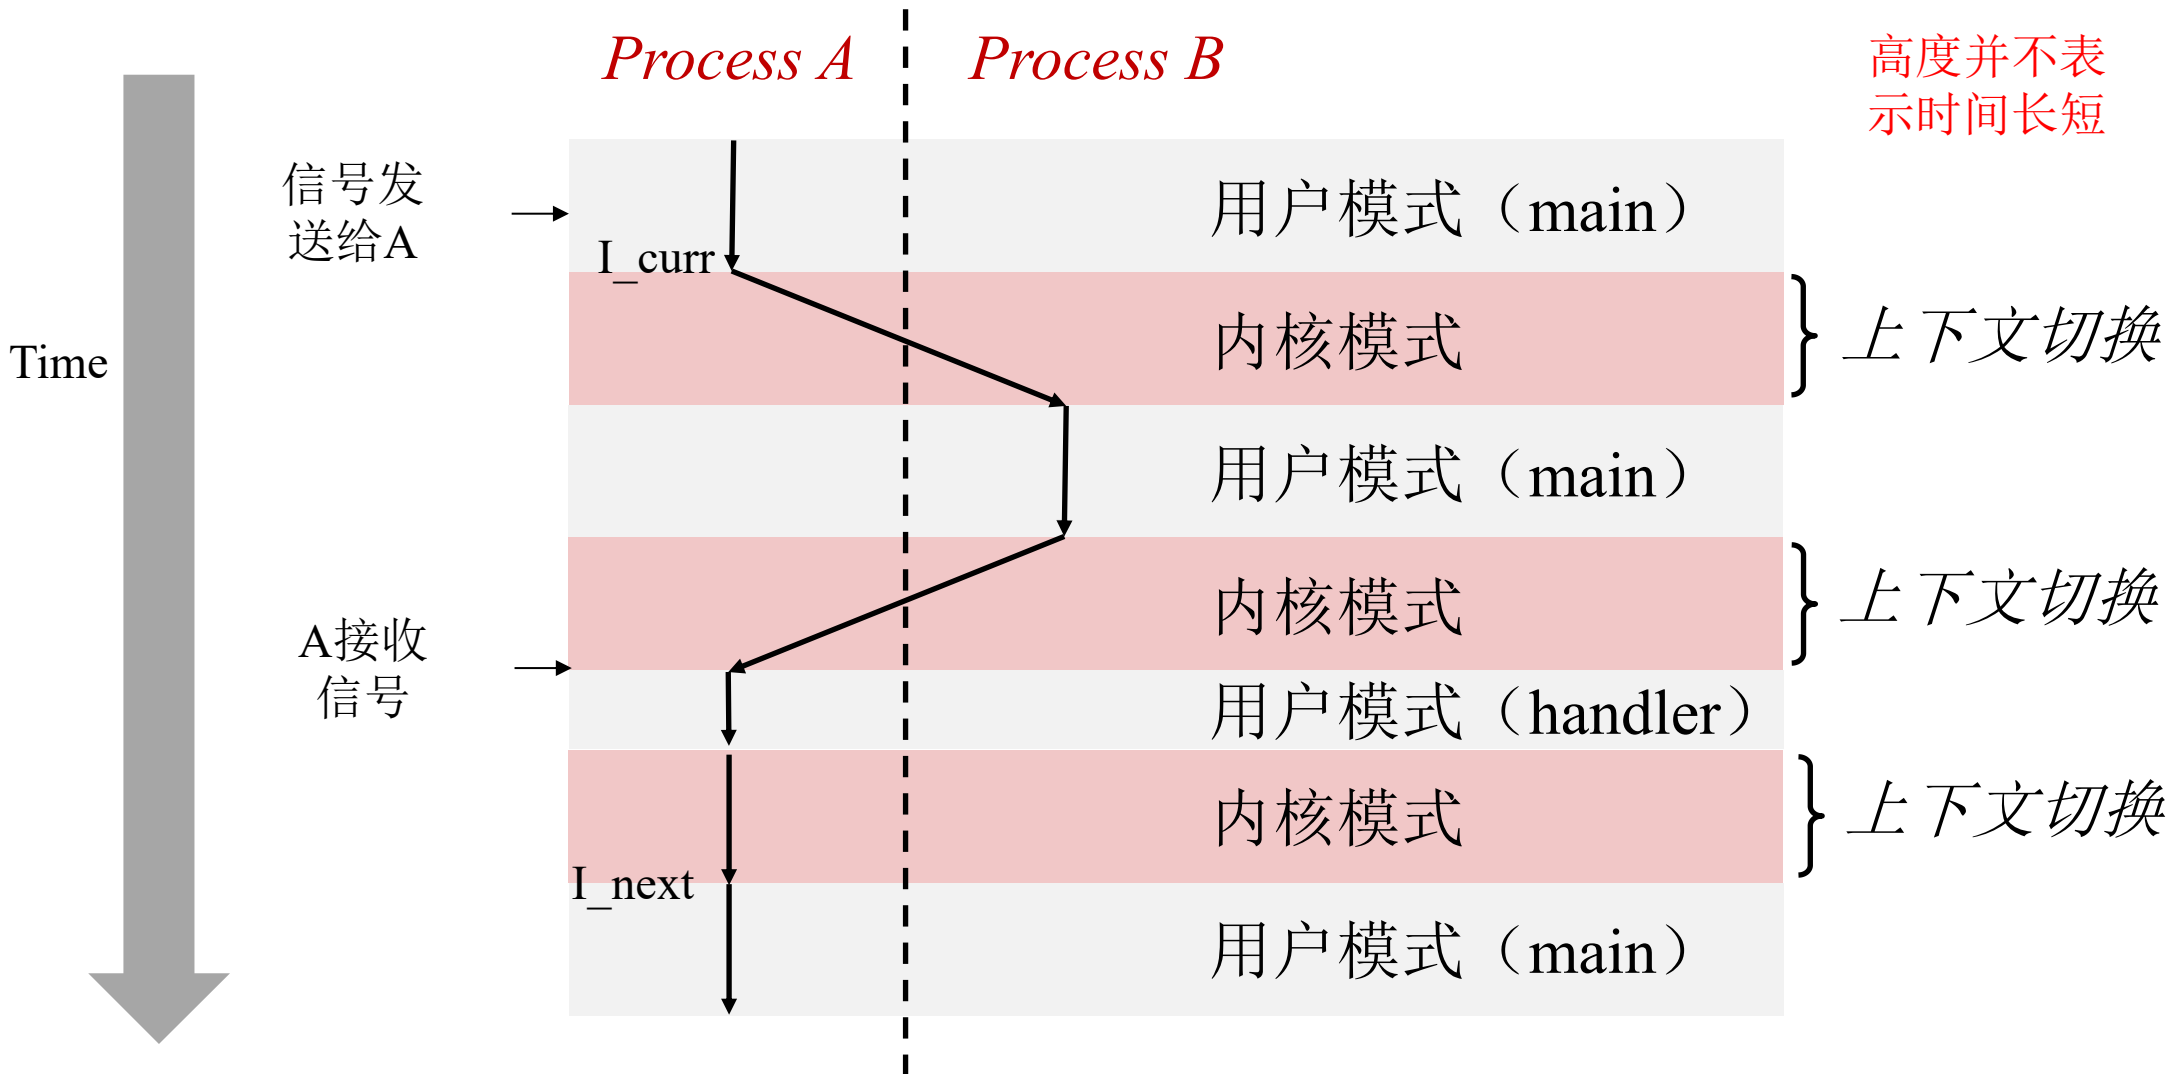 Process A
Process B
高度并不表
示时间长短
信号发
送给A
用户模式（main）
I_curr
内核模式
上下文切换
Time
用户模式（main）
内核模式
上下文切换
A接收
信号
用户模式（handler）
内核模式
上下文切换
I_next
用户模式（main）